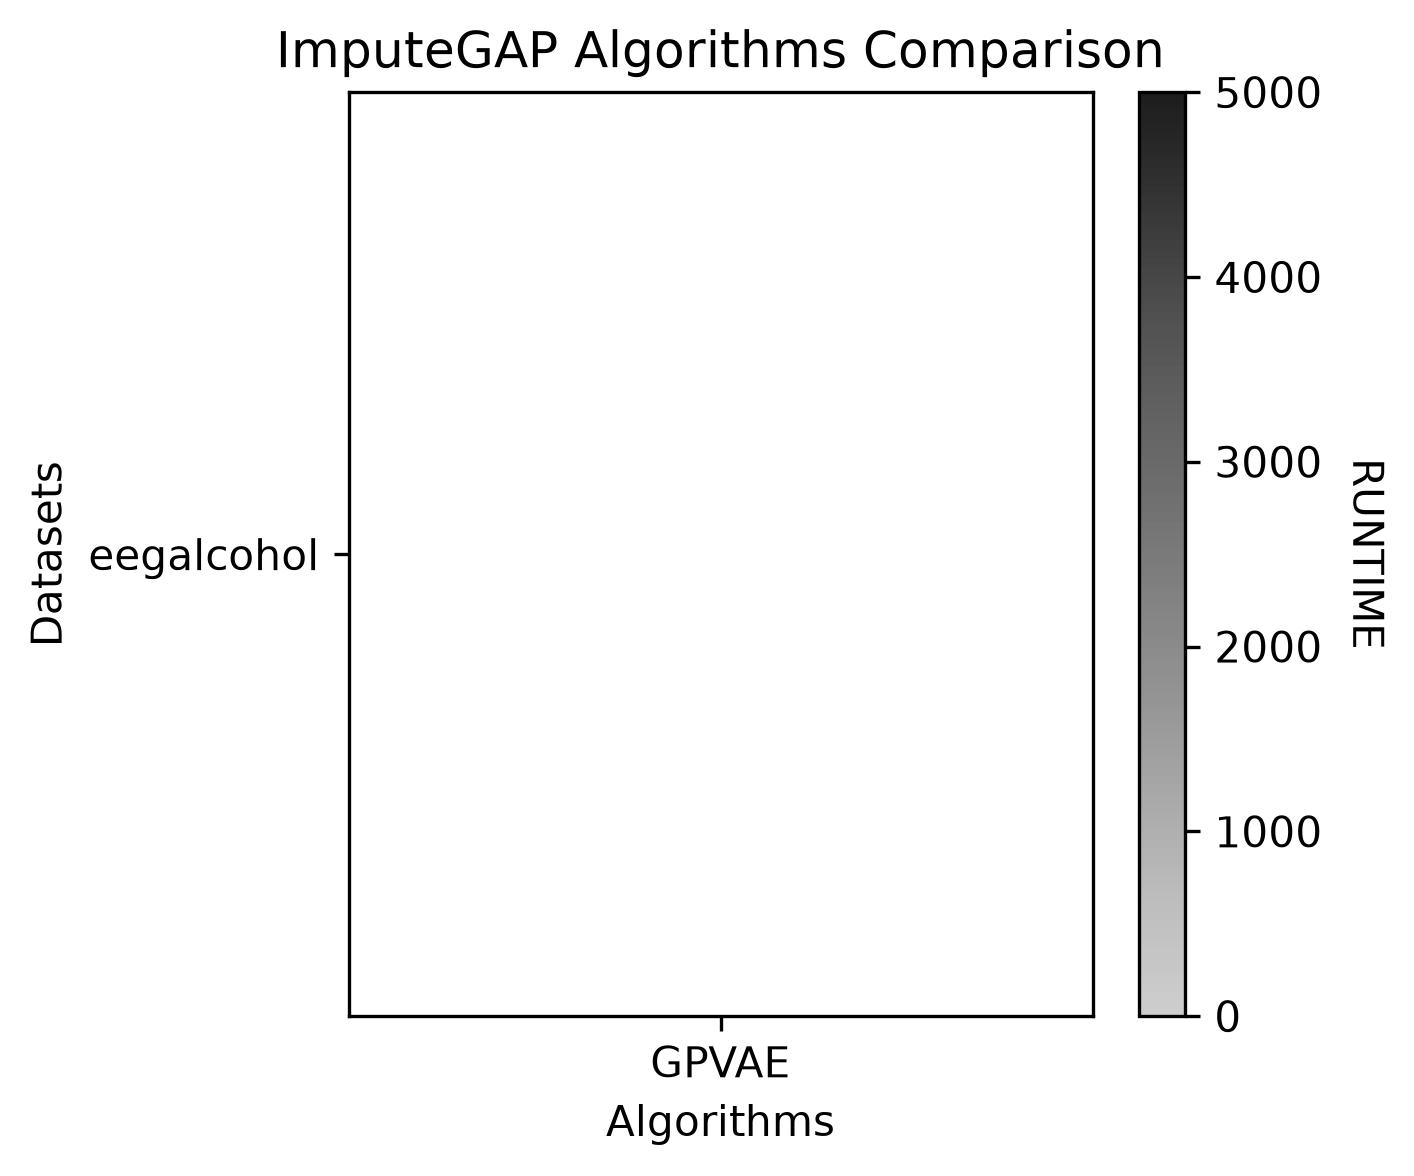 ImputeGAP Algorithms Comparison
Datasets
eegalcohol
GPVAE
Algorithms
5000
4000
3000
2000
1000
0
RUNTIME